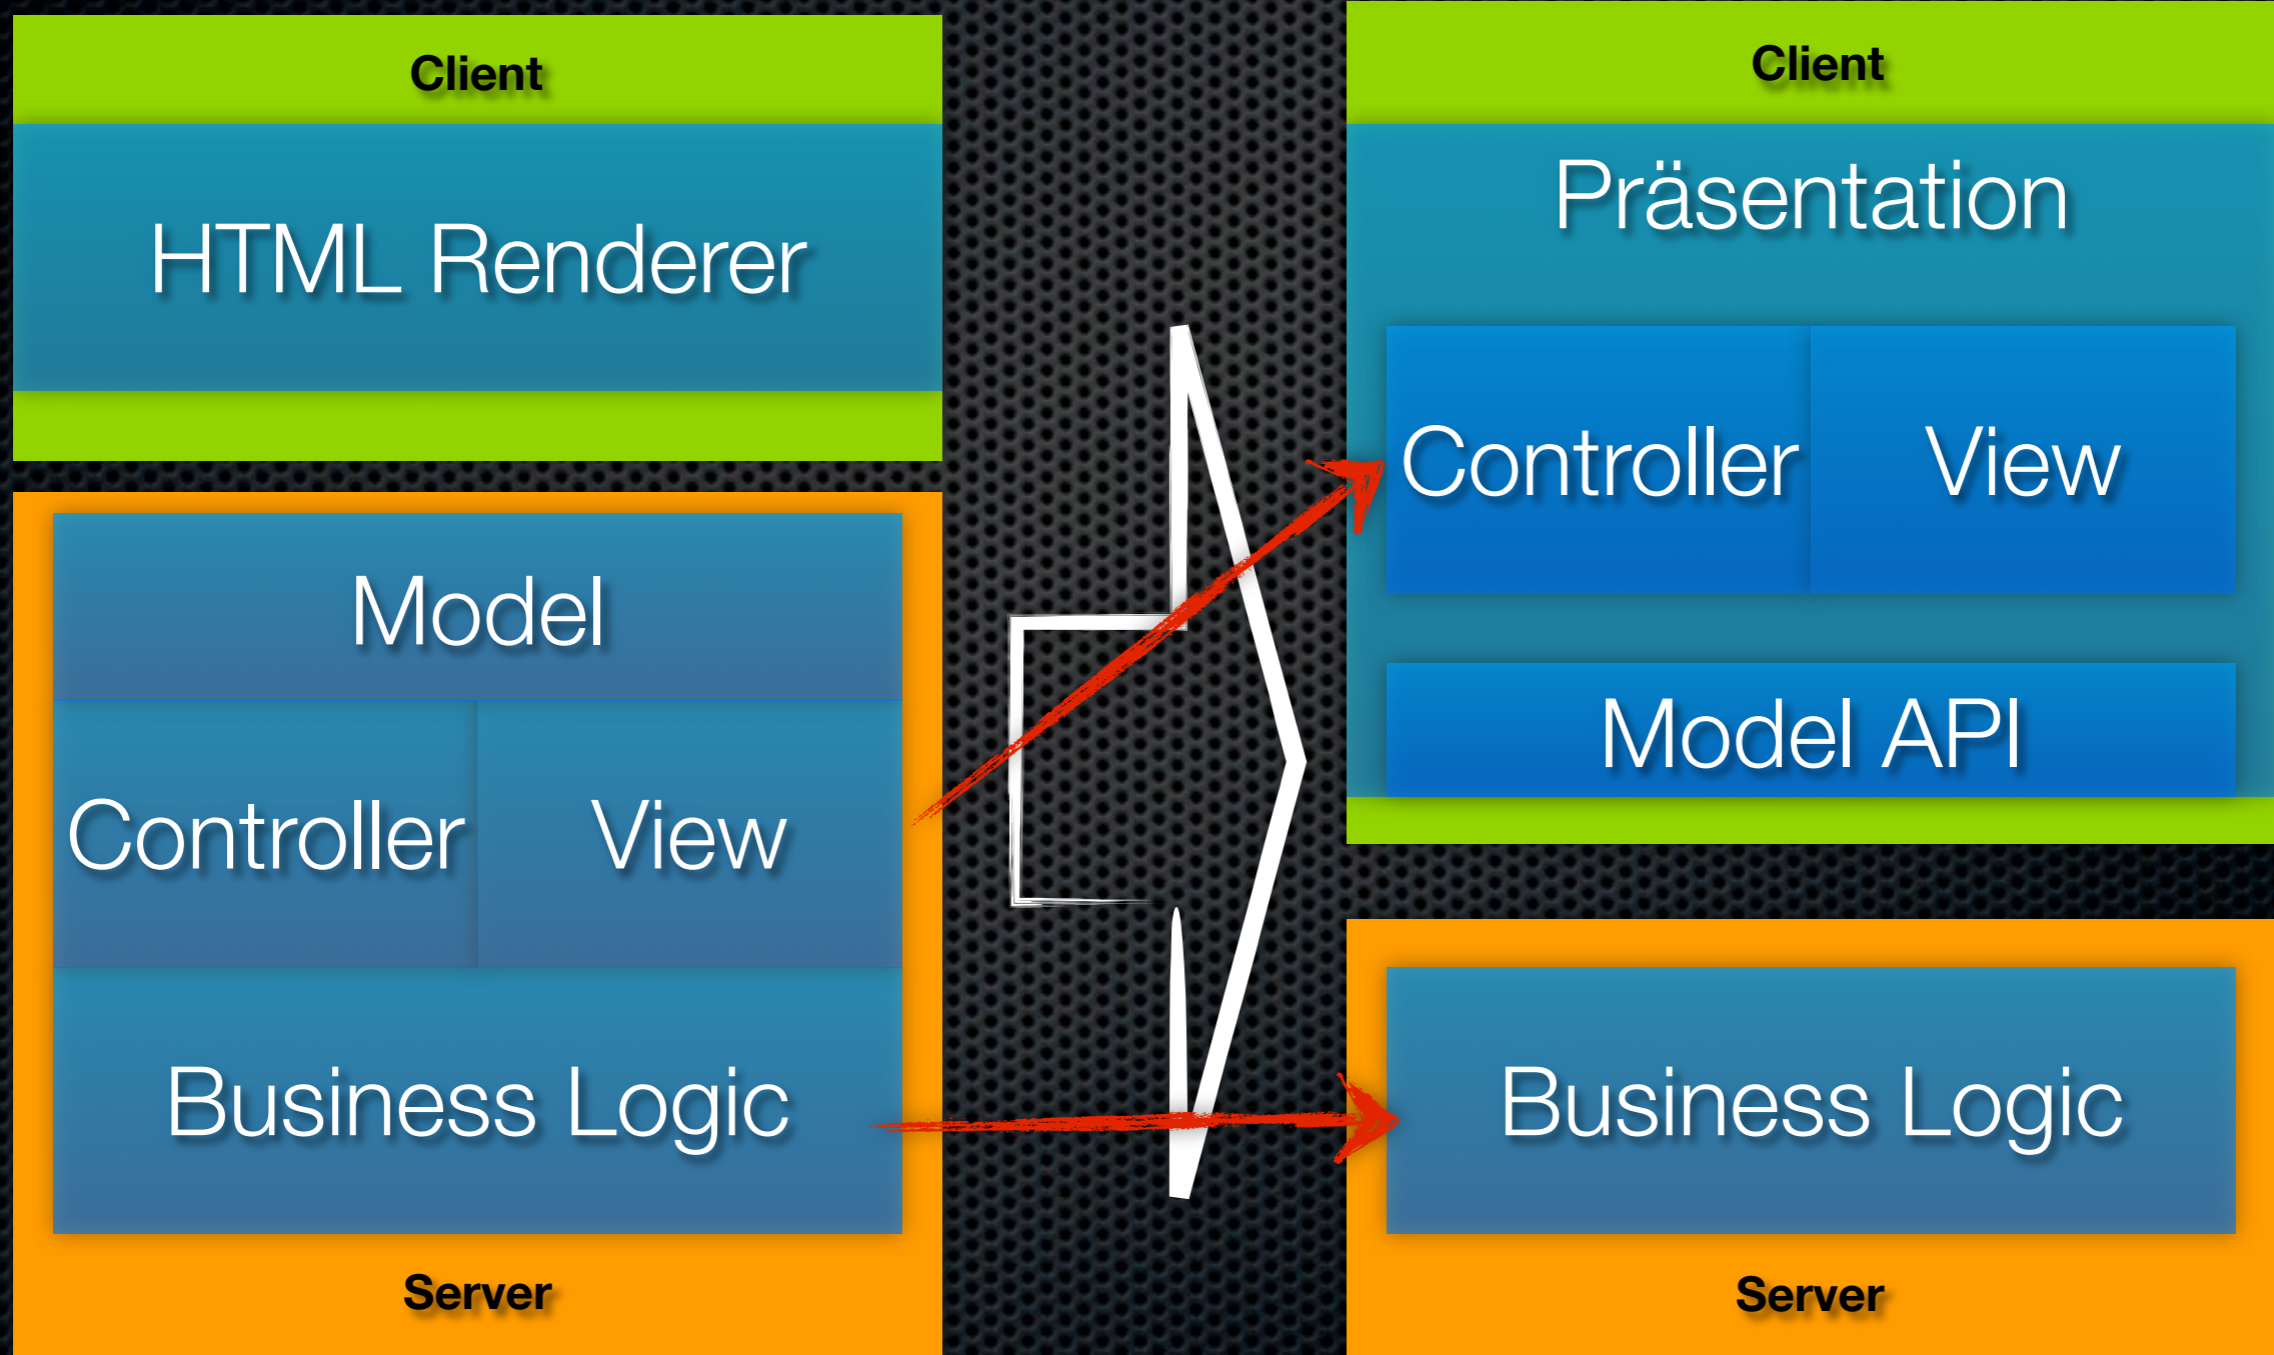 Client
HTML Renderer
Model
Controller
View
Business Logic
Server
Client
Präsentation
Controller
View
Model API
Business Logic
Server